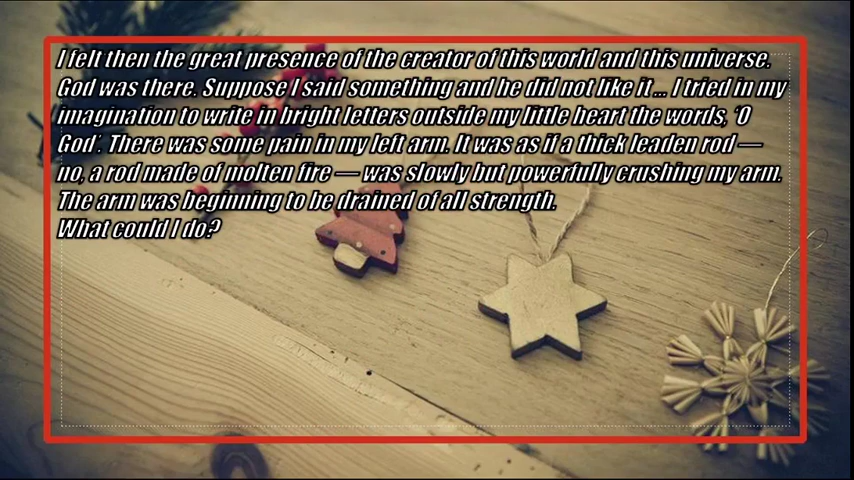 I felt then the great presence of the creator of this world and this universe.
God was there. Suppose I said something and he did not like it ... I tried in my
imagination to write in bright letters outside my little heart the words, ‘O
God’. There was some pain in my left arm. It was as if a thick leaden rod —
no, a rod made of molten fire — was slowly but powerfully crushing my arm.
The arm was beginning to be drained of all strength.
What could I do?